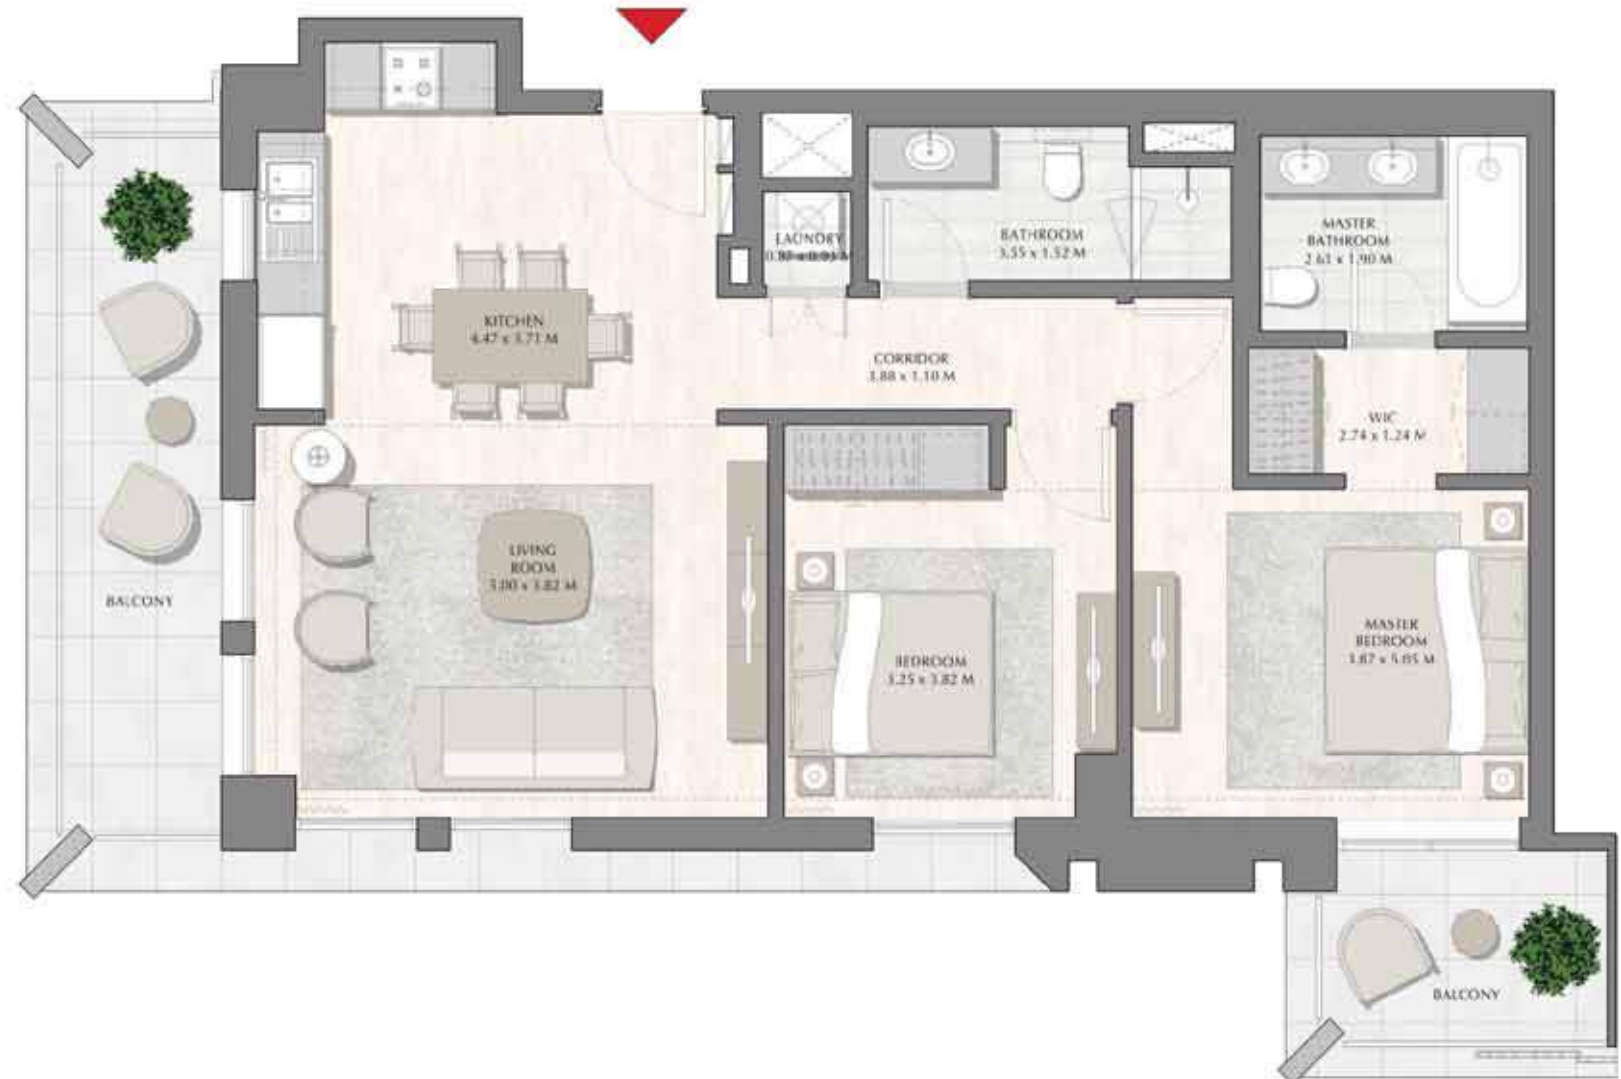 LAUNDRY
BATHROOM
3.55 x 1.52 M
MASTER
BATHROOM
2.61 x 1.90 M
KITCHEN
4.47 x 3.71 M
CORRIDOR
3.88 x 1.10 M
WIC
2.74 x 1.24 M
BALCONY
LIVING
ROOM
5.00 x 3.82 M
BEDROOM
3.25 x 3.82 M
MASTER
BEDROOM
3.87 x 5.05 M
BALCONY